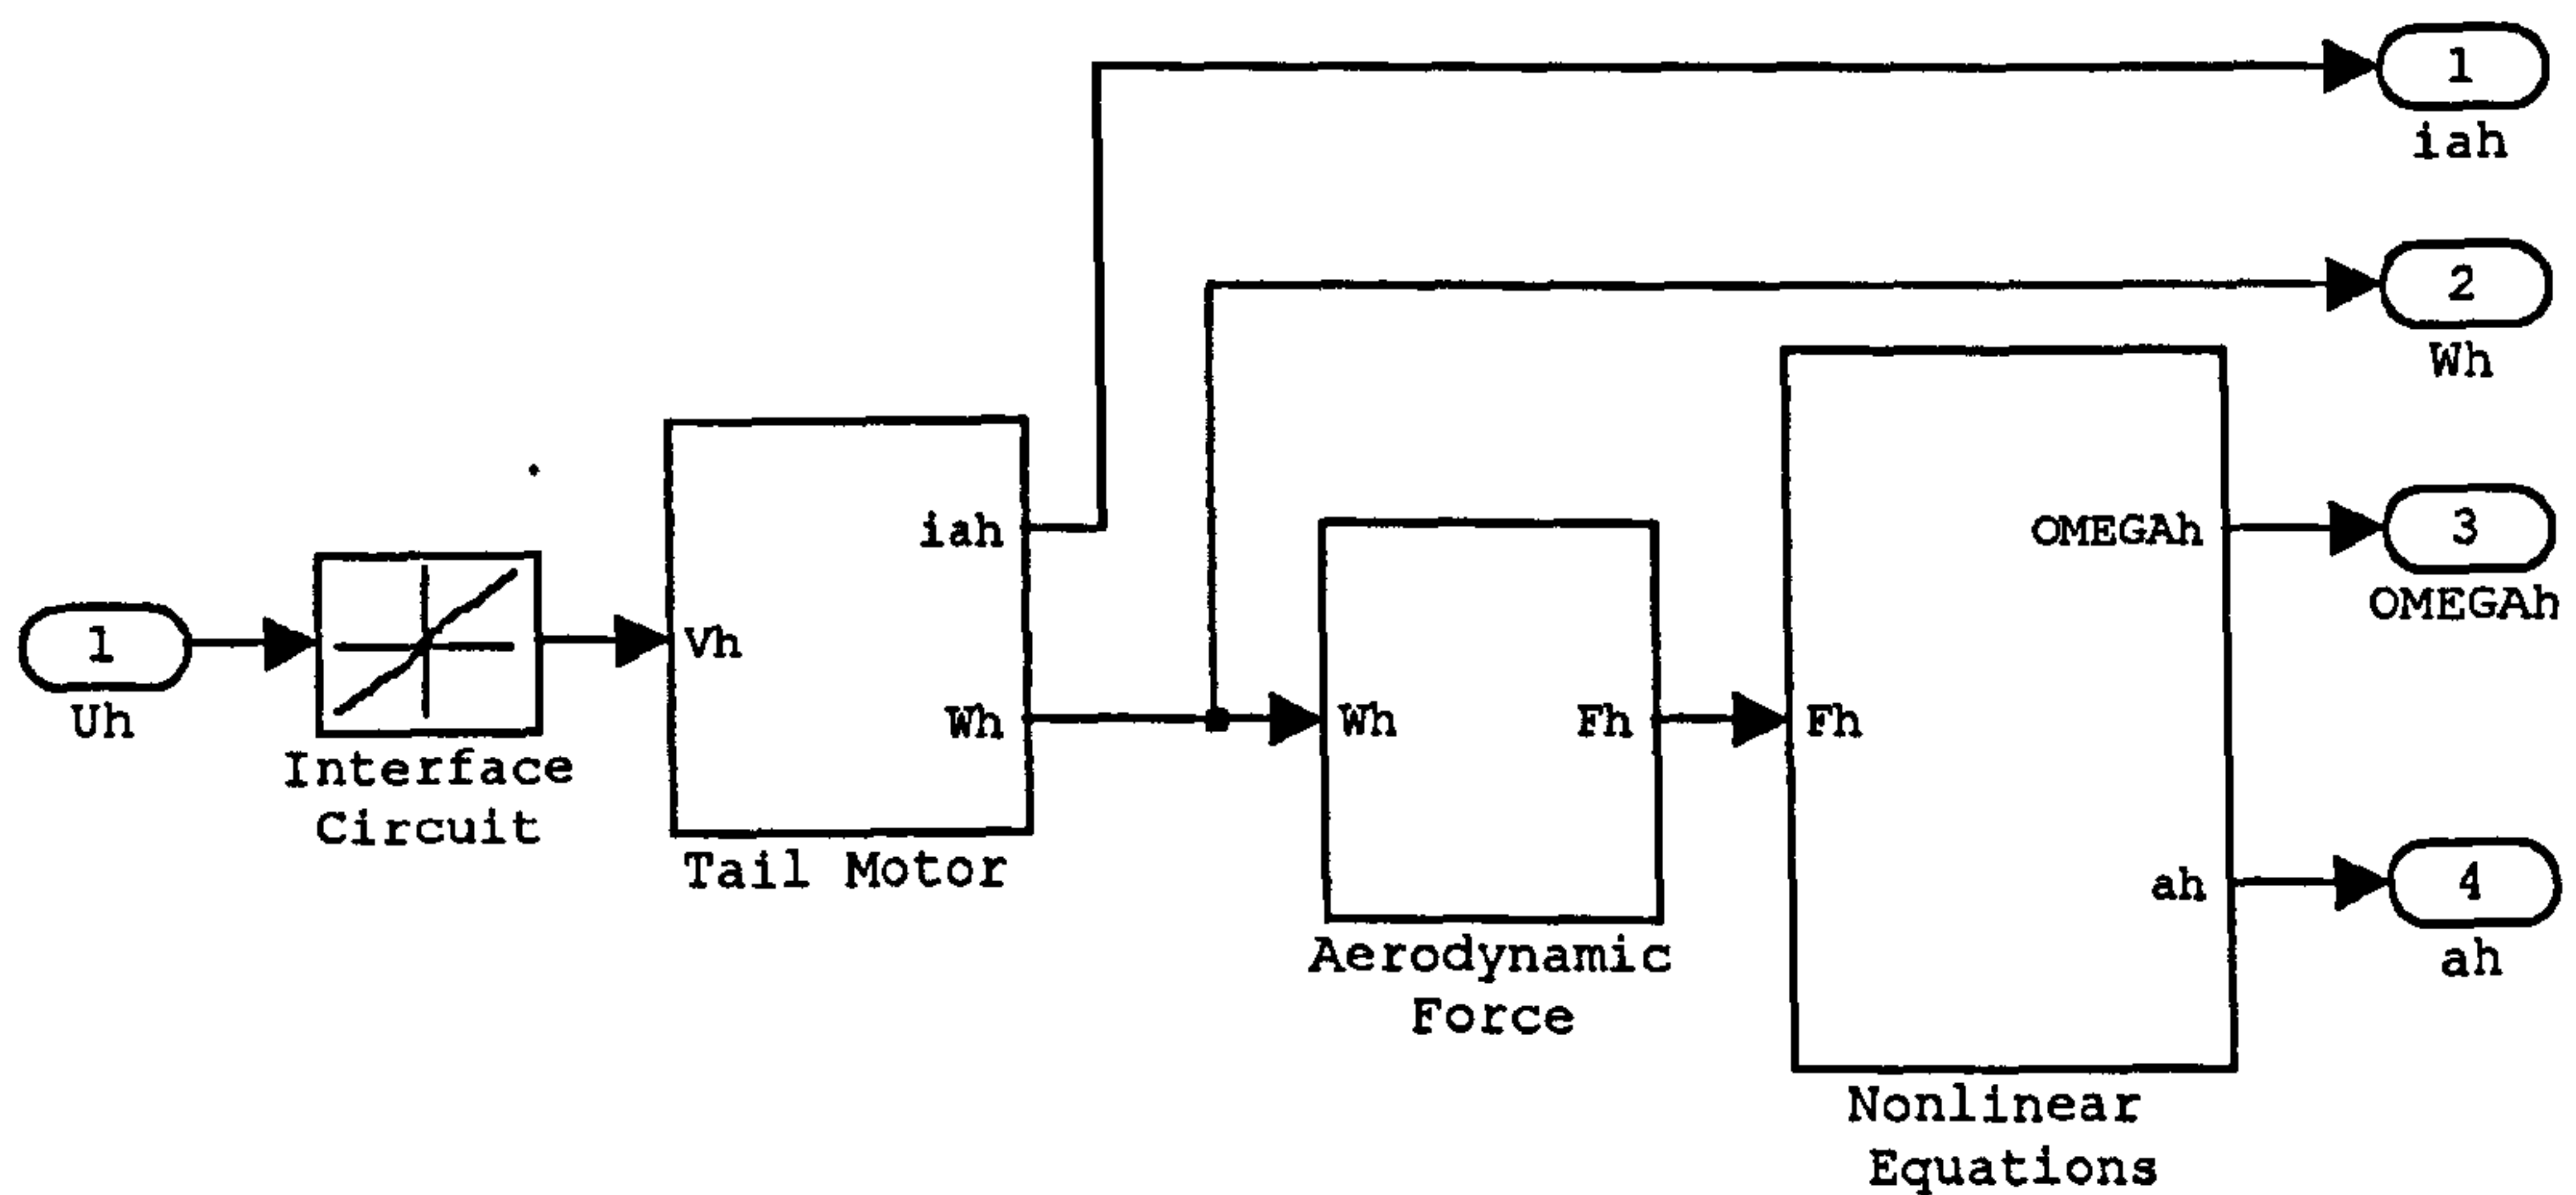 1
iah
2
Wh
iah
OMEGAh
3
OMEGAh
1
Uh
Vh
Interface
Circuit
Wh
Wh
Fh
Fh
Tail Motor
ah
4
ah
Aerodynamic
Force
Nonlinear
Equations